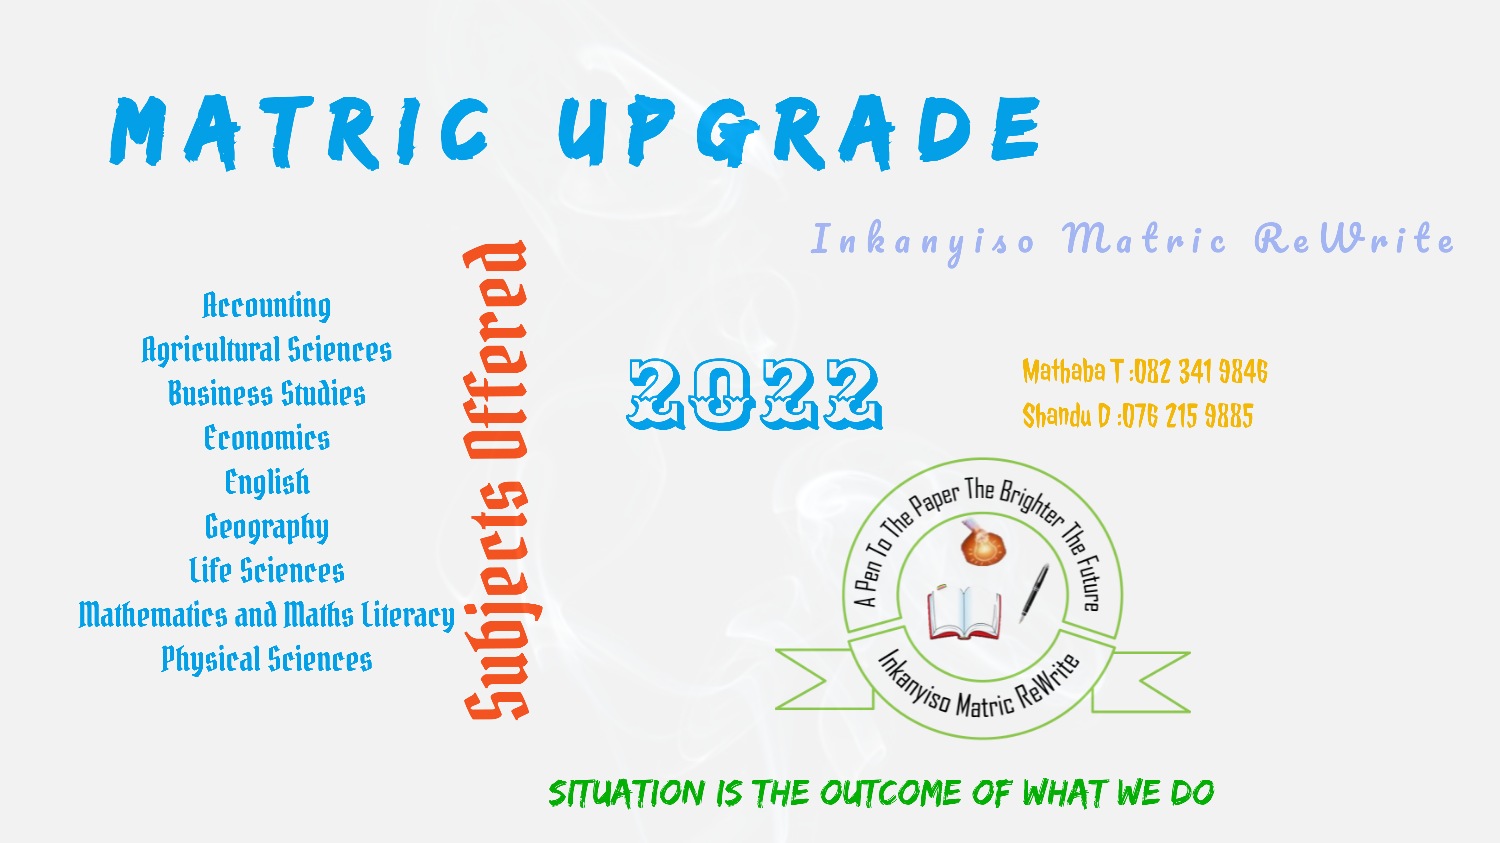 MATRIC UPGRADE
Inkanyiso Matric ReWrite
Subjects Offered
Accounting
Agricultural Sciences
Business Studies
Economics
English
Geography
Life Sciences
Mathematics and Maths Literacy
Physical Sciences
2022
Mathaba T :082 341 9846
Shandu D :076 215 9885
A Pen To The Paper The Brighter The Future
Inkanyiso Matric ReWrite
SITUATION IS THE OUTCOME OF WHAT WE DO